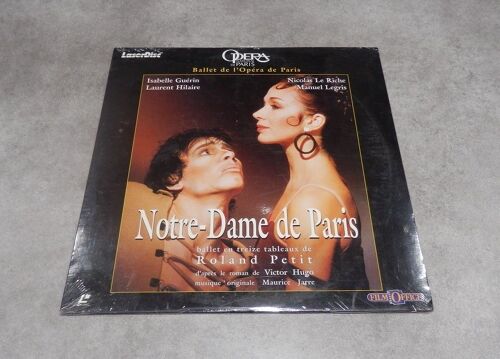 LaserDisc
OPERA
DE PARIS
Ballet de l'Opéra de Paris
Isabelle Guérin
Laurent Hilaire
Nicolas Le Riche
Manuel Legris
Notre-Dame de Paris
ballet en treize tableaux de
Roland Petit
d'après le roman de Victor Hugo
musique originale Maurice Jarre
FILM OFFICE